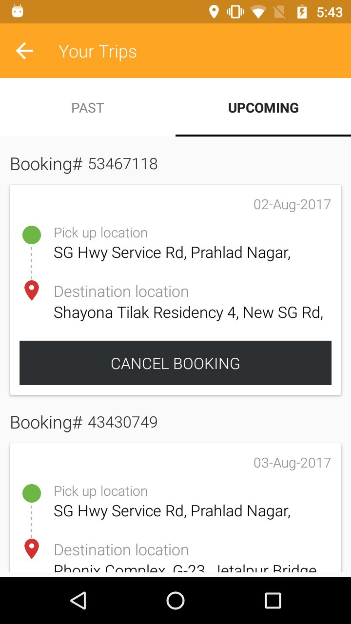 5:43
Your Trips
PAST
UPCOMING
Booking# 53467118
02-Aug-2017
Pick up location
SG Hwy Service Rd, Prahlad Nagar,
Destination location
Shayona Tilak Residency 4, New SG Rd,
CANCEL BOOKING
Booking# 43430749
03-Aug-2017
Pick up location
SG Hwy Service Rd, Prahlad Nagar,
Destination location
Phonix Complex, G-23, Jetalpur Bridge